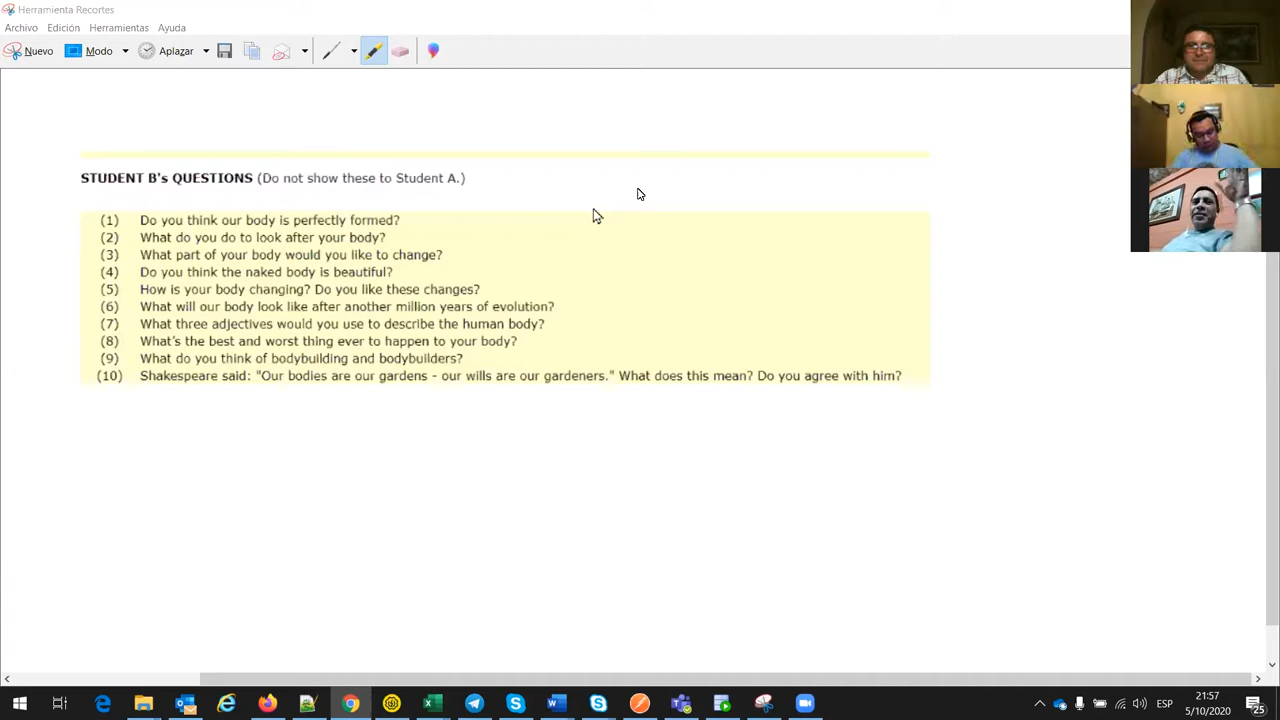 Herramienta Recortes
Archivo Edición Herramientas Ayuda
Nuevo Modo Aplazar
STUDENT B's QUESTIONS (Do not show these to Student A.)
(1) Do you think our body is perfectly formed?
(2) What do you do to look after your body?
(3) What part of your body would you like to change?
(4) Do you think the naked body is beautiful?
(5) How is your body changing? Do you like these changes?
(6) What will our body look like after another million years of evolution?
(7) What three adjectives would you use to describe the human body?
(8) What's the best and worst thing ever to happen to your body?
(9) What do you think of bodybuilding and bodybuilders?
(10) Shakespeare said: "Our bodies are our gardens - our wills are our gardeners." What does this mean? Do you agree with him?
ESP
21:57
5/10/2020
25